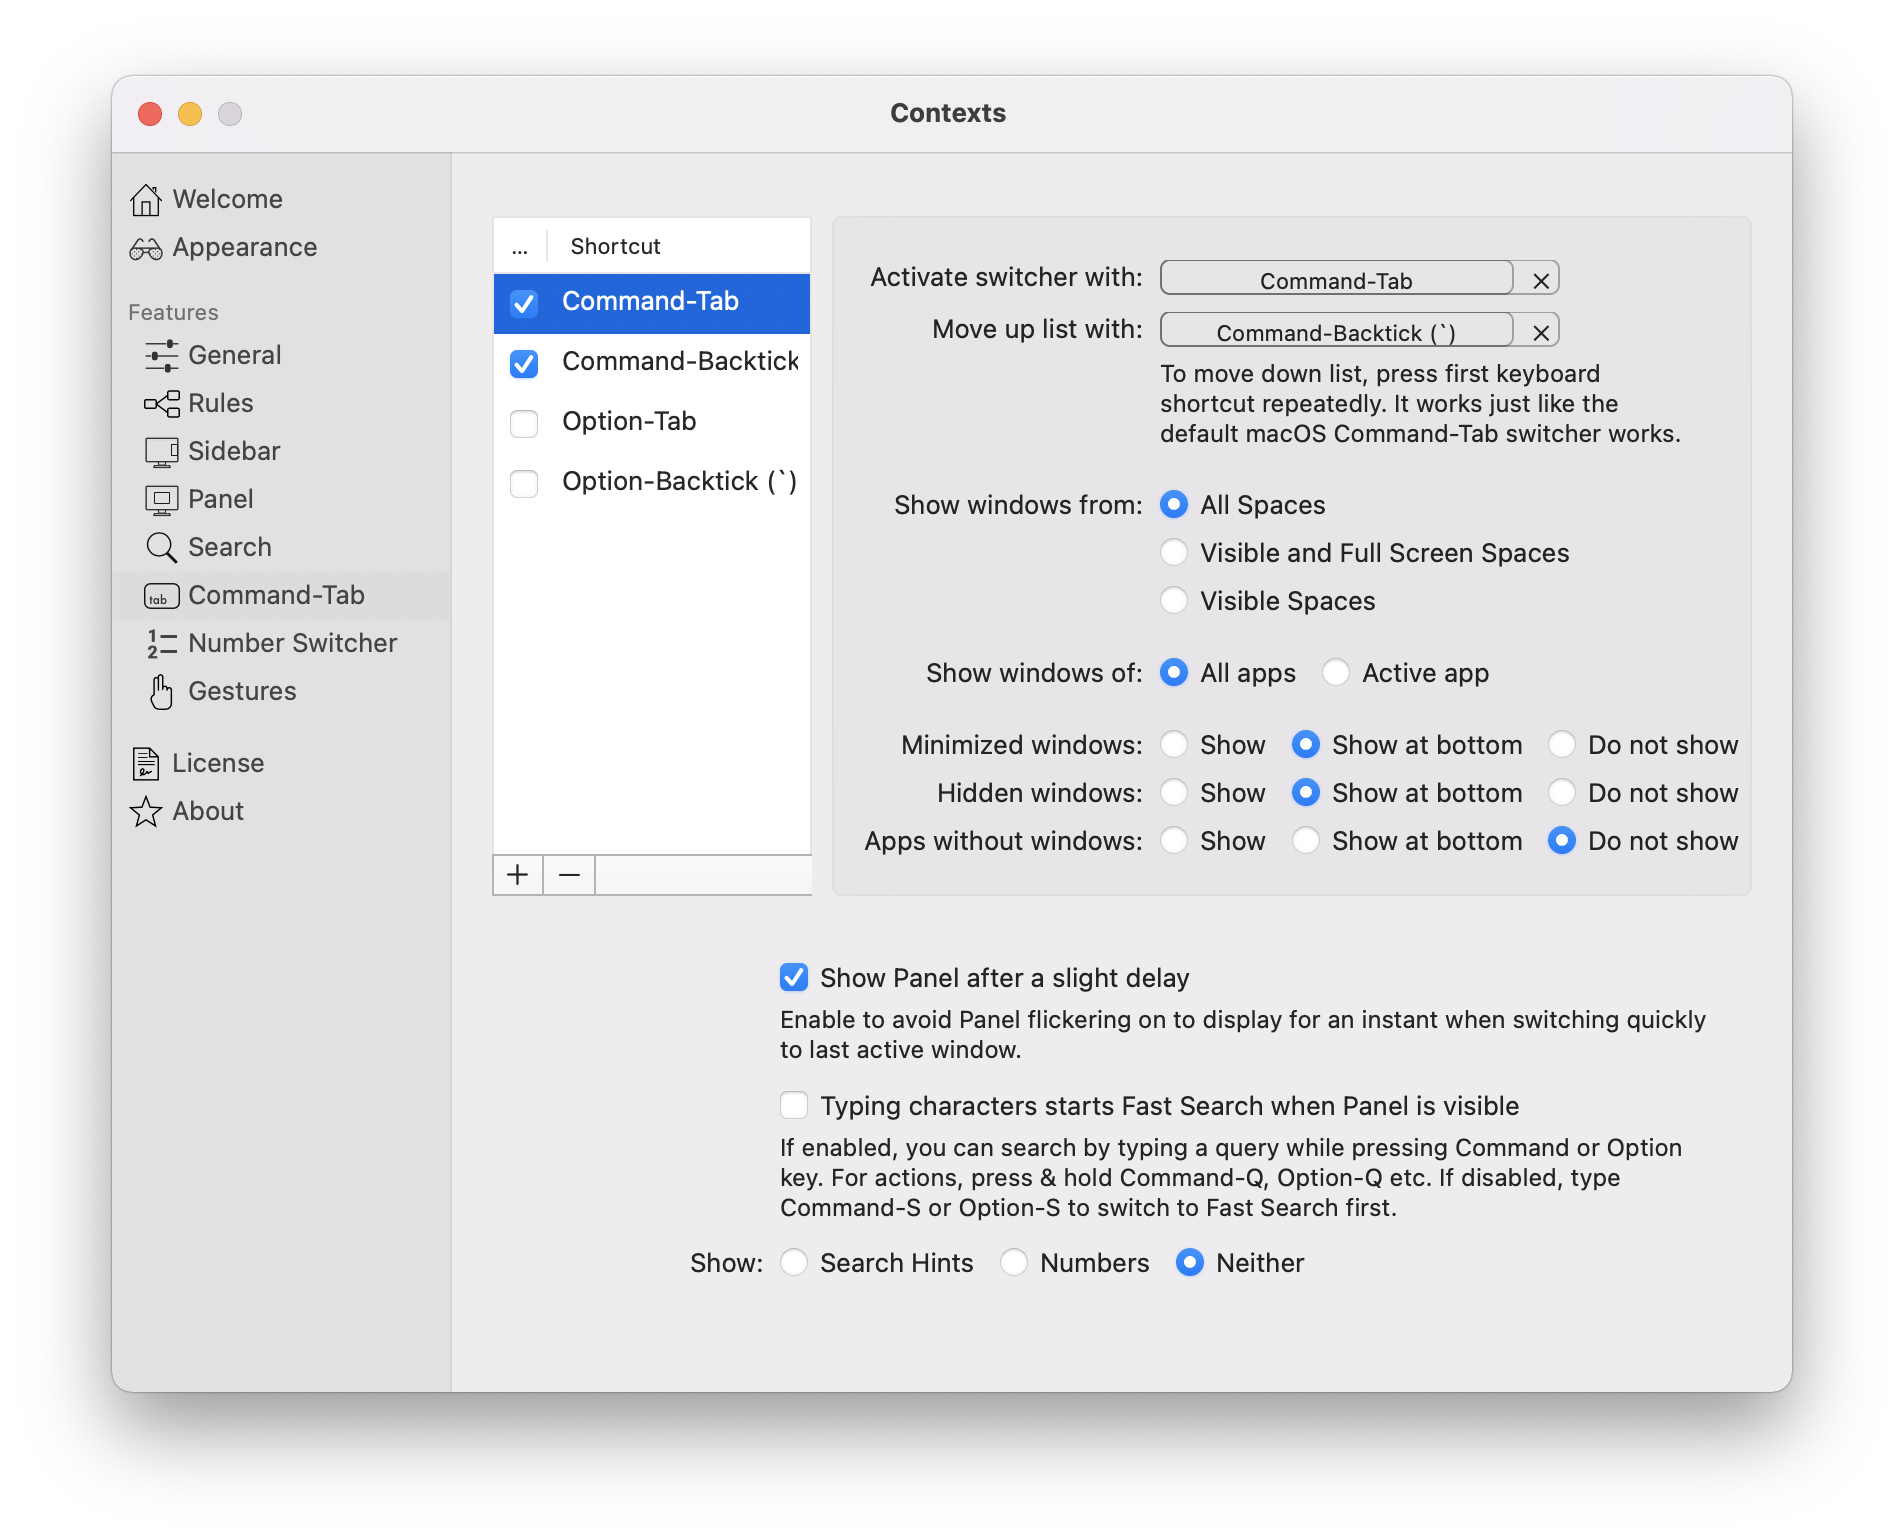 Contexts
Welcome
Appearance
Features
General
Rules
Sidebar
Panel
Search
tab Command-Tab
1 2 Number Switcher
Gestures
License
About
... Shortcut
Command-Tab
Command-Backtick
Option-Tab
Option-Backtick (`)
Activate switcher with: Command-Tab
Move up list with: Command-Backtick (`)
To move down list, press first keyboard
shortcut repeatedly. It works just like the
default macOS Command-Tab switcher works.
Show windows from: All Spaces
Visible and Full Screen Spaces
Visible Spaces
Show windows of: All apps Active app
Minimized windows: Show Show at bottom Do not show
Hidden windows: Show Show at bottom Do not show
Apps without windows: Show Show at bottom Do not show
Show Panel after a slight delay
Enable to avoid Panel flickering on to display for an instant when switching quickly
to last active window.
Typing characters starts Fast Search when Panel is visible
If enabled, you can search by typing a query while pressing Command or Option
key. For actions, press & hold Command-Q, Option-Q etc. If disabled, type
Command-S or Option-S to switch to Fast Search first.
Show: Search Hints Numbers Neither